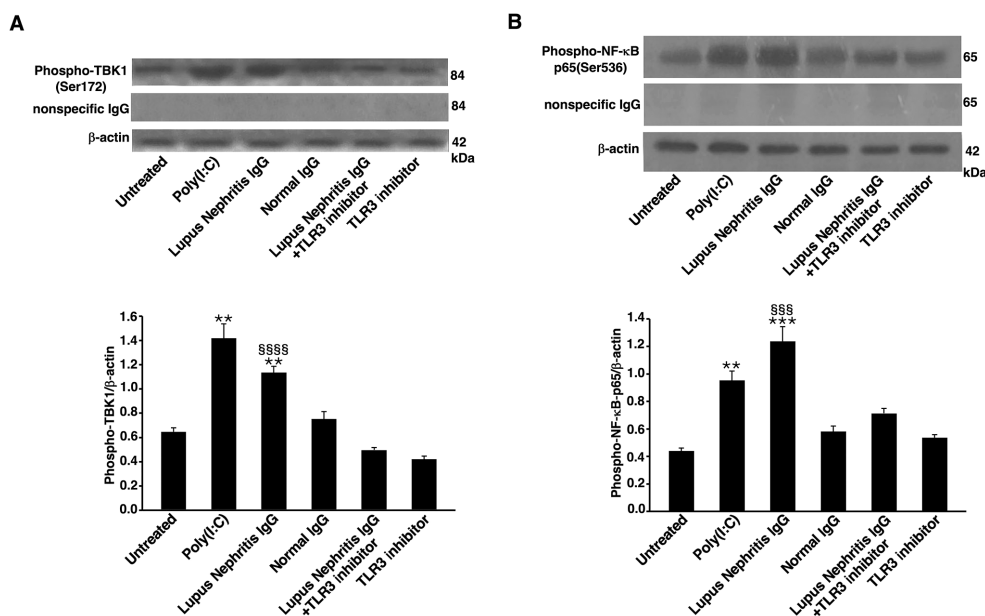 A
Phospho-TBK1
(Ser172)
84
nonspecific IgG
84
β-actin
42
kDa
Untreated
Poly(I:C)
Lupus Nephritis IgG
Normal IgG
Lupus Nephritis IgG
+TLR3 inhibitor
TLR3 inhibitor
Phospho-TBK1/β-actin
1.6
1.4
1.2
1.0
0.8
0.6
0.4
0.2
0.0
**
§§§§
**
Untreated
Poly(I:C)
Lupus Nephritis IgG
Normal IgG
Lupus Nephritis IgG
+TLR3 inhibitor
TLR3 inhibitor
B
Phospho-NF-κB
p65(Ser536)
65
nonspecific IgG
65
β-actin
42
kDa
Untreated
Poly(I:C)
Lupus Nephritis IgG
Normal IgG
Lupus Nephritis IgG
+TLR3 inhibitor
TLR3 inhibitor
Phospho-NF-κB-p65/β-actin
1.4
1.2
1.0
0.8
0.6
0.4
0.2
0.0
**
§§§
***
Untreated
Poly(I:C)
Lupus Nephritis IgG
Normal IgG
Lupus Nephritis IgG
+TLR3 inhibitor
TLR3 inhibitor